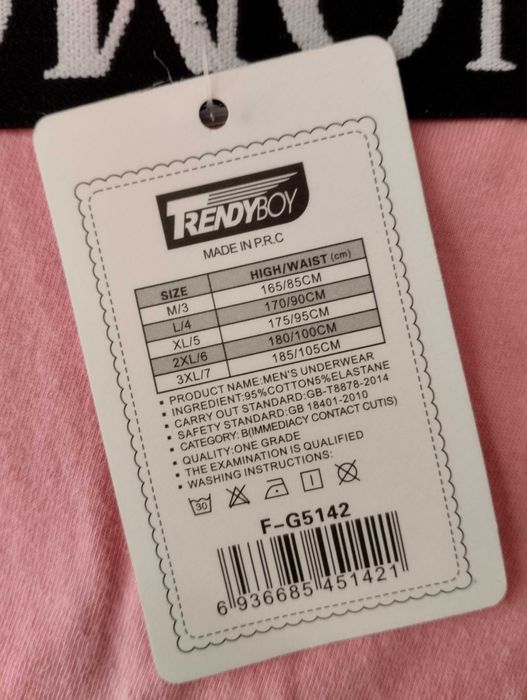 TRENDYBOY
MADE IN P.R.C
SIZE HIGH/WAIST (cm)
M/3 165/85CM
L/4 170/90CM
XL/5 175/95CM
2XL/6 180/100CM
3XL/7 185/105CM
▪ PRODUCT NAME:MEN'S UNDERWEAR
▪ INGREDIENT:95%COTTON5%ELASTANE
▪ CARRY OUT STANDARD:GB-T8878-2014
▪ SAFETY STANDARD:GB 18401-2010
▪ CATEGORY: B(IMMEDIACY CONTACT CUTIS)
▪ QUALITY:ONE GRADE
▪ THE EXAMINATION IS QUALIFIED
▪ WASHING INSTRUCTIONS:
30
F-G5142
6 936685 451421